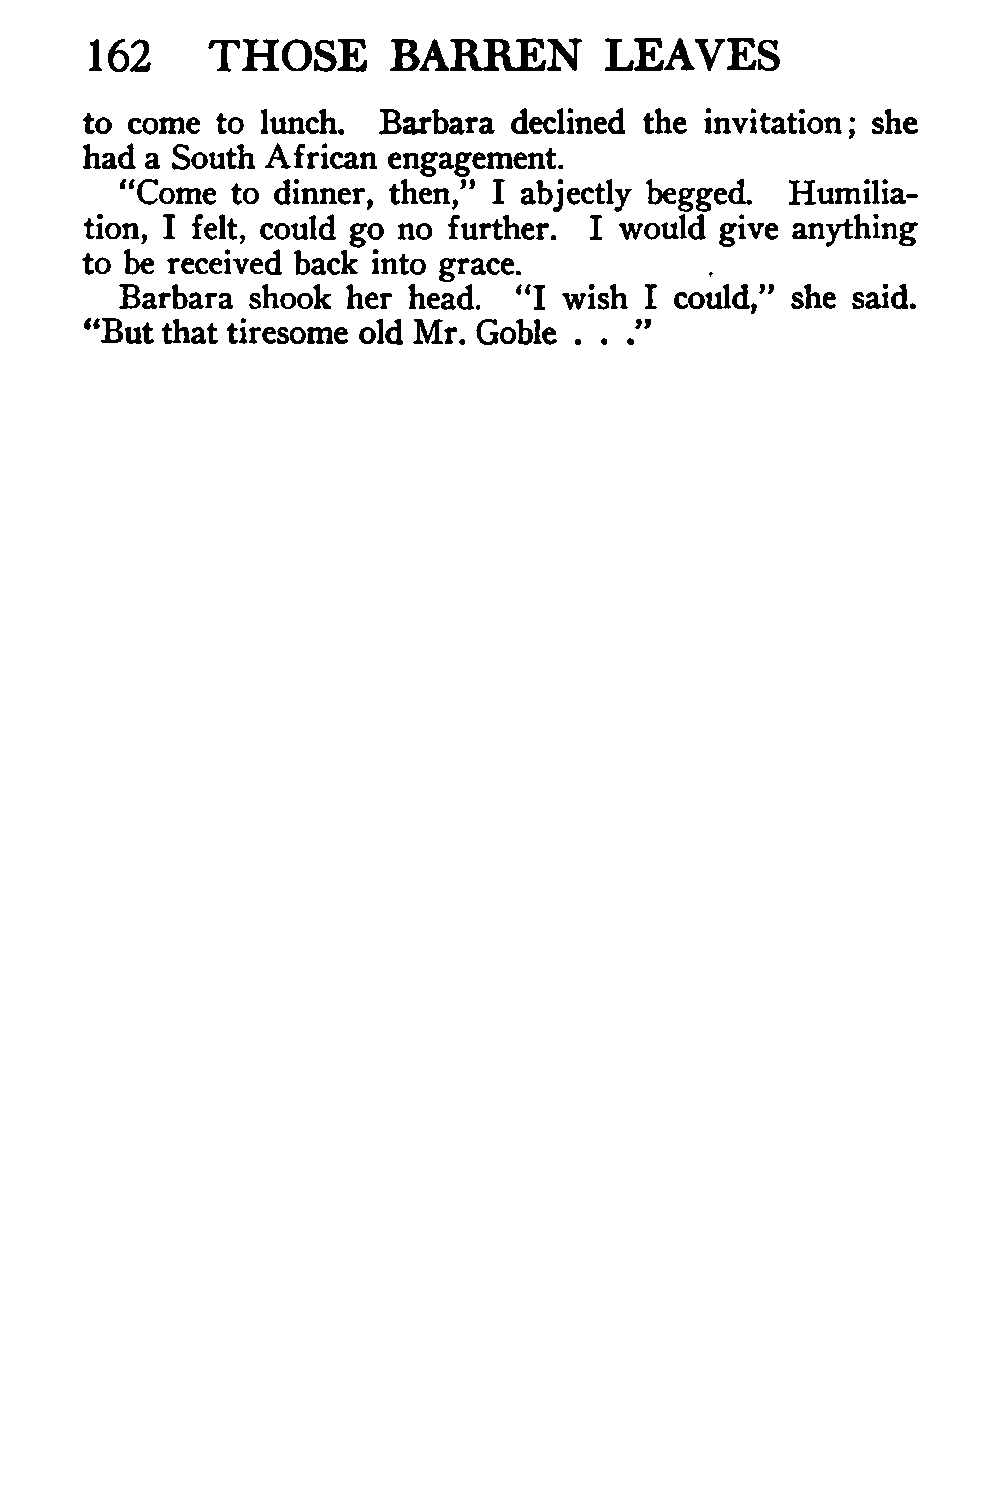 162 THOSE BARREN LEAVES
to come to lunch. Barbara declined the invitation; she
had a South African engagement.
“Come to dinner, then,” I abjectly begged. Humilia-
tion, I felt, could go no further. I would give anything
to be received back into grace.
Barbara shook her head. “I wish I could,” she said.
“But that tiresome old Mr. Goble . . .”